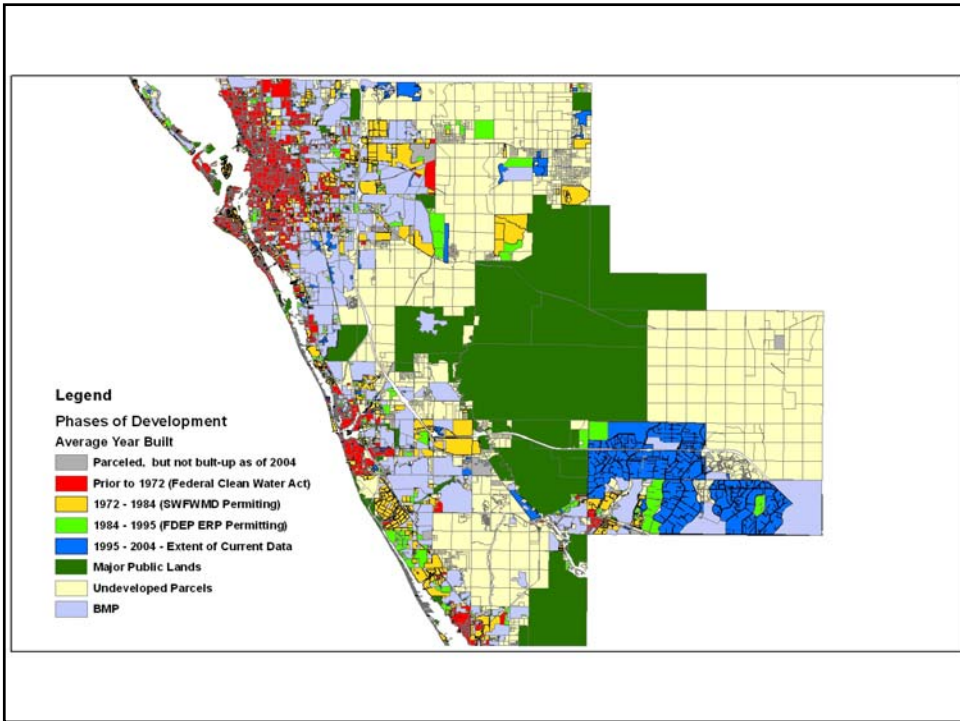 Legend
Phases of Development
Average Year Built
Parceled, but not bult-up as of 2004
Prior to 1972 (Federal Clean Water Act)
1972 - 1984 (SWFWMD Permiting)
1984 - 1995 (FDEP ERP Permitting)
1995 - 2004 - Extent of Current Data
Major Public Lands
Undeveloped Parcels
BMP